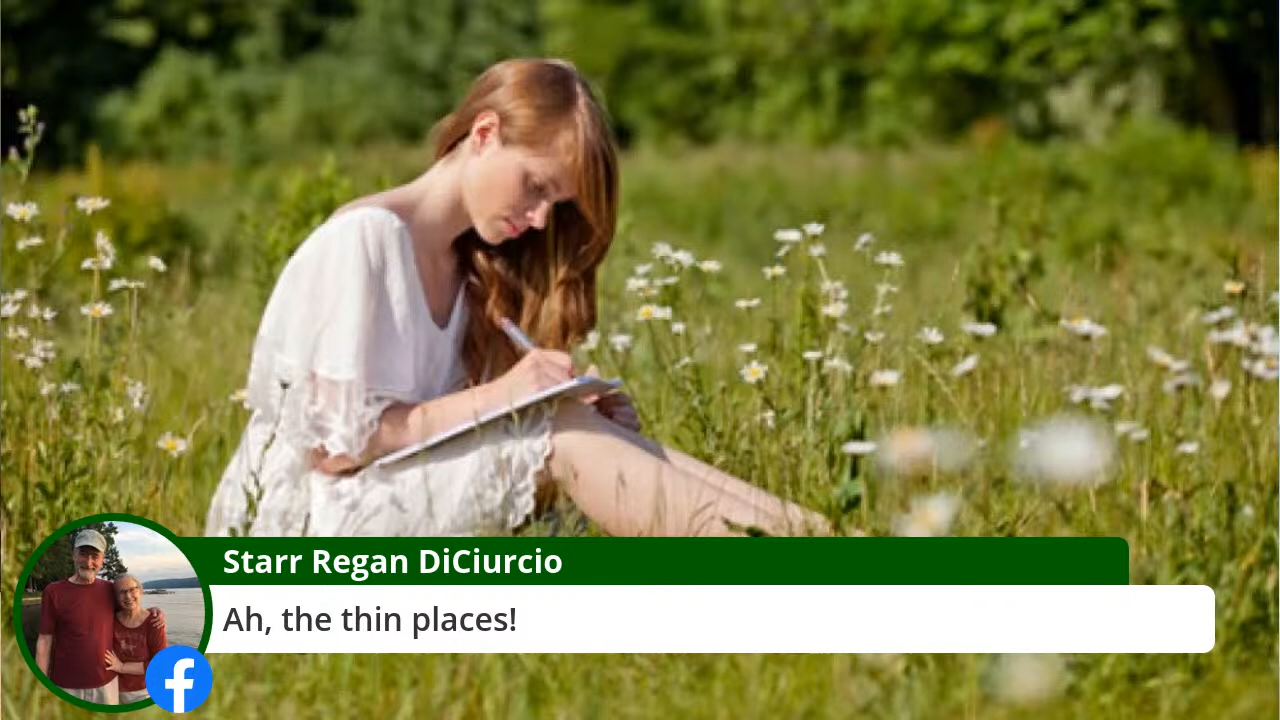 Starr Regan DiCiurcio
Ah, the thin places!